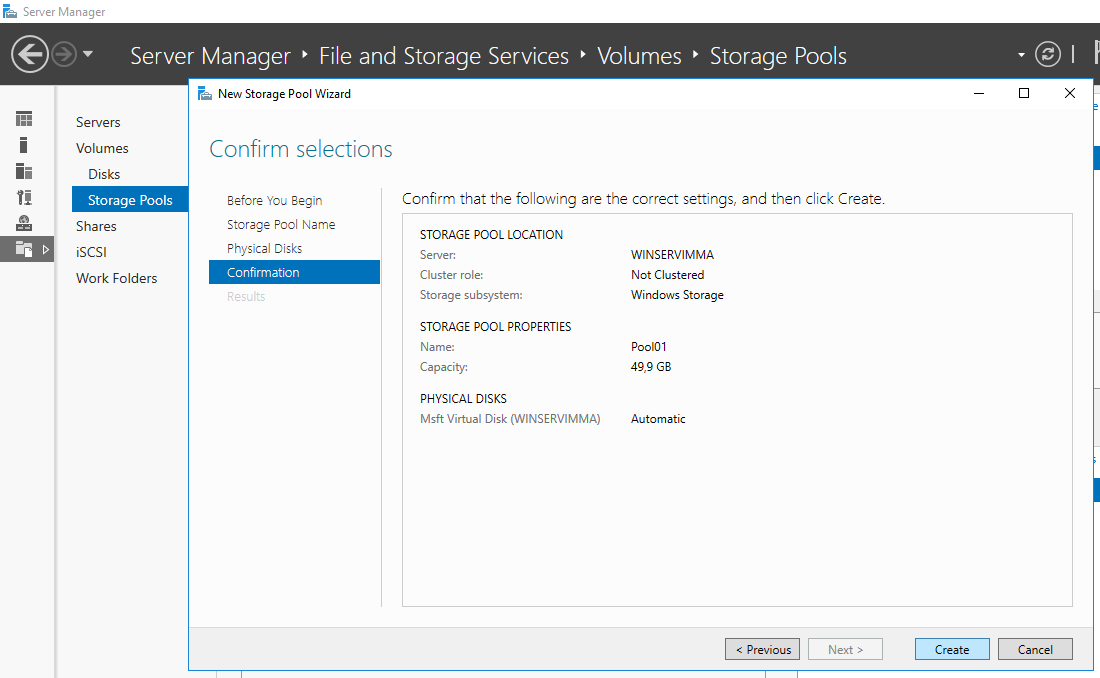 Server Manager
Server Manager ‣ File and Storage Services ‣ Volumes ‣ Storage Pools
New Storage Pool Wizard
Servers
Volumes
Disks
Storage Pools
Shares
iSCSI
Work Folders
Confirm selections
Before You Begin
Storage Pool Name
Physical Disks
Confirmation
Results
Confirm that the following are the correct settings, and then click Create.
STORAGE POOL LOCATION
Server: WINSERVIMMA
Cluster role: Not Clustered
Storage subsystem: Windows Storage
STORAGE POOL PROPERTIES
Name: Pool01
Capacity: 49,9 GB
PHYSICAL DISKS
Msft Virtual Disk (WINSERVIMMA) Automatic
< Previous
Next >
Create
Cancel